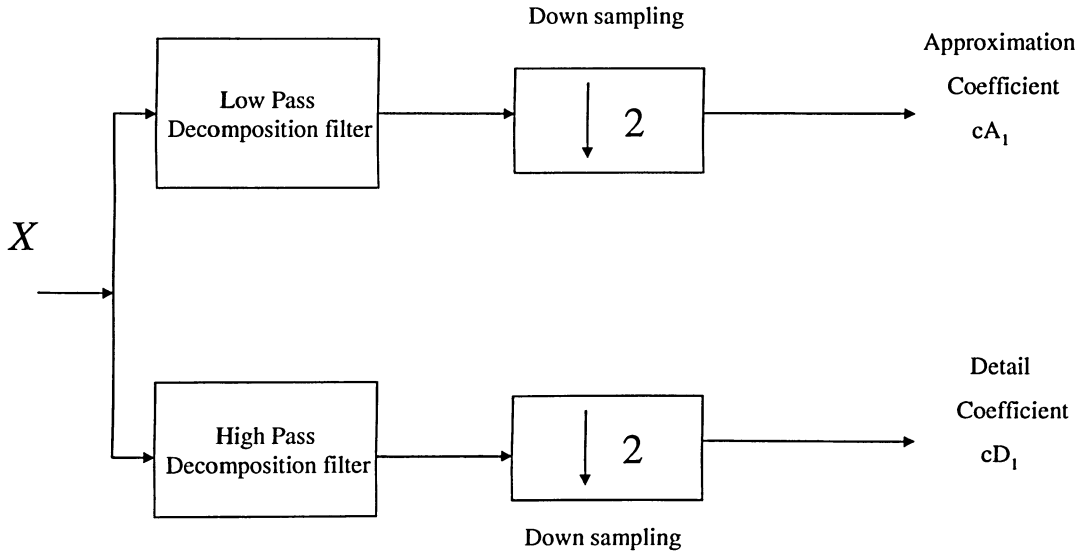 Down sampling
Approximation
Coefficient
cA₁
Low Pass
Decomposition filter
2
X
Detail
Coefficient
cD₁
High Pass
Decomposition filter
2
Down sampling